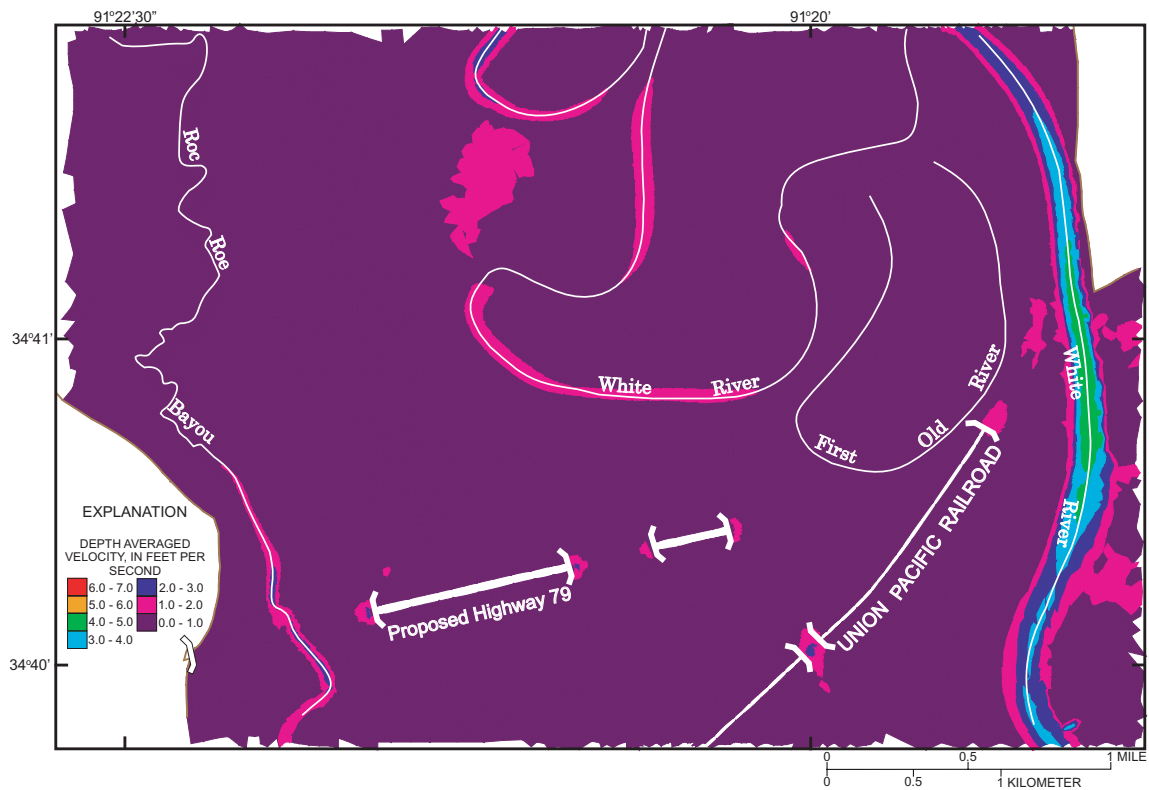 91°22'30"
91°20'
Roc
Roe
Bayou
34°41'
White River
White
River
First Old River
EXPLANATION
DEPTH AVERAGED
VELOCITY, IN FEET PER
SECOND
6.0 - 7.0 2.0 - 3.0
5.0 - 6.0 1.0 - 2.0
4.0 - 5.0 0.0 - 1.0
3.0 - 4.0
Proposed Highway 79
UNION PACIFIC RAILROAD
34°40'
0 0.5 1 MILE
0 0.5 1 KILOMETER